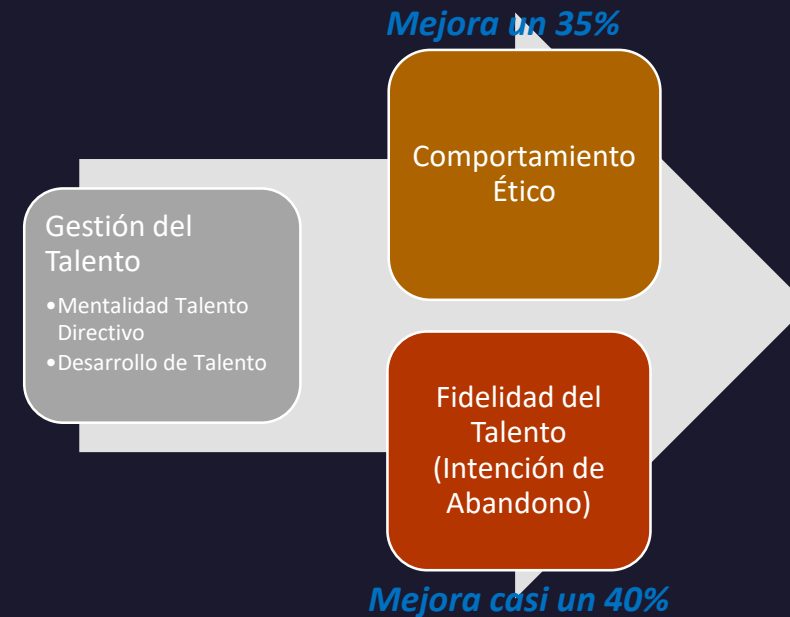 Mejora un 35%
Comportamiento
Ético
Gestión del
Talento
•Mentalidad Talento
Directivo
•Desarrollo de Talento
Fidelidad del
Talento
(Intención de
Abandono)
Mejora casi un 40%